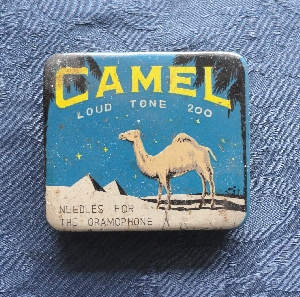 CAMEL
LOUD TONE 200
NEEDLES FOR
THE GRAMOPHONE